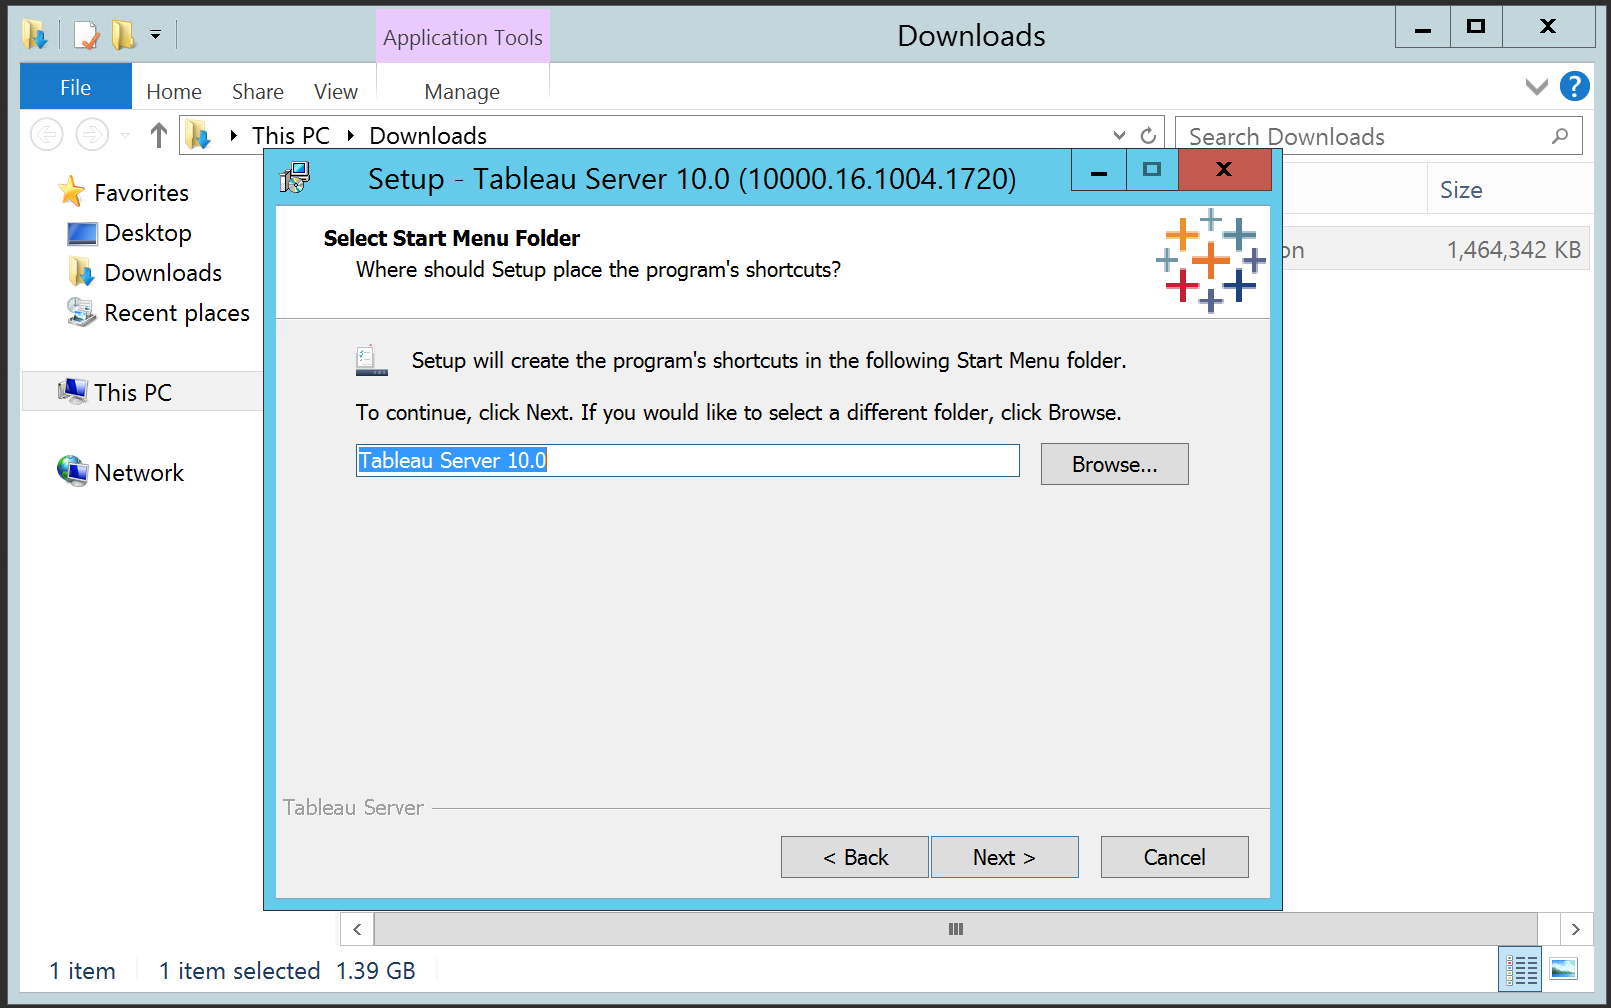 Application Tools
Downloads
File
Home
Share
View
Manage
This PC
Downloads
Search Downloads
Favorites
Desktop
Downloads
Recent places
This PC
Network
Size
1,464,342 KB
Setup - Tableau Server 10.0 (10000.16.1004.1720)
Select Start Menu Folder
Where should Setup place the program's shortcuts?
Setup will create the program's shortcuts in the following Start Menu folder.
To continue, click Next. If you would like to select a different folder, click Browse.
Tableau Server 10.0
Browse...
Tableau Server
< Back
Next >
Cancel
1 item
1 item selected 1.39 GB